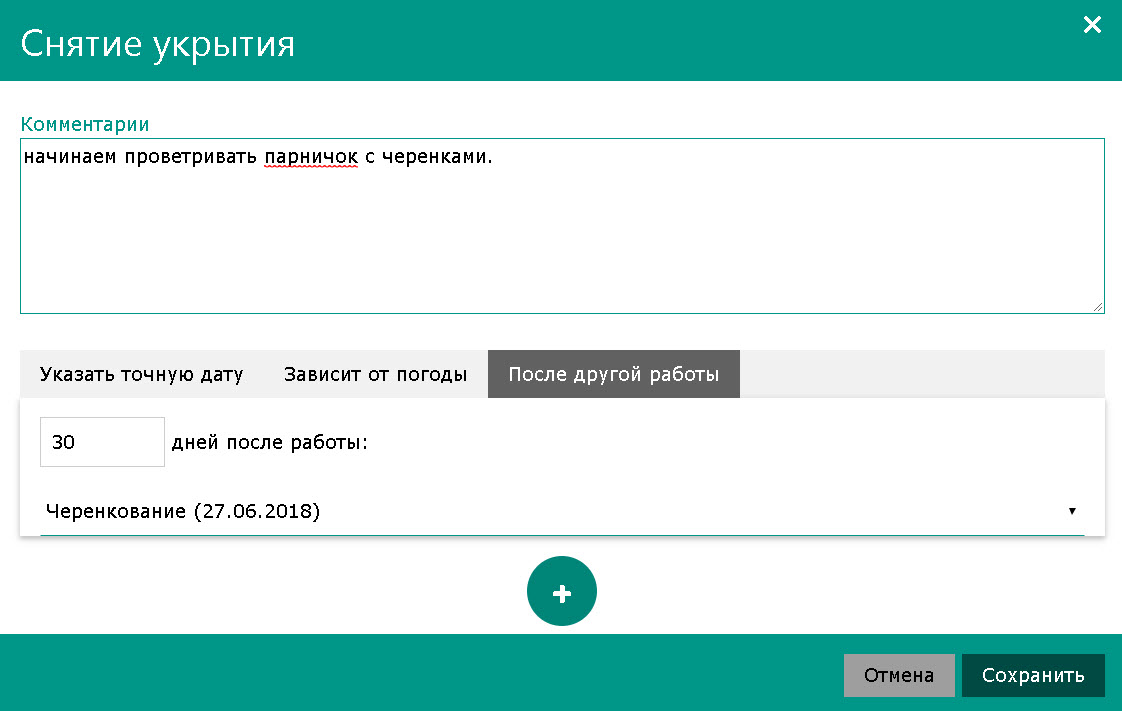 Снятие укрытия
Комментарии
начинаем проветривать парничок с черенками.
Указать точную дату Зависит от погоды После другой работы
30 дней после работы:
Черенкование (27.06.2018)
Отмена Сохранить